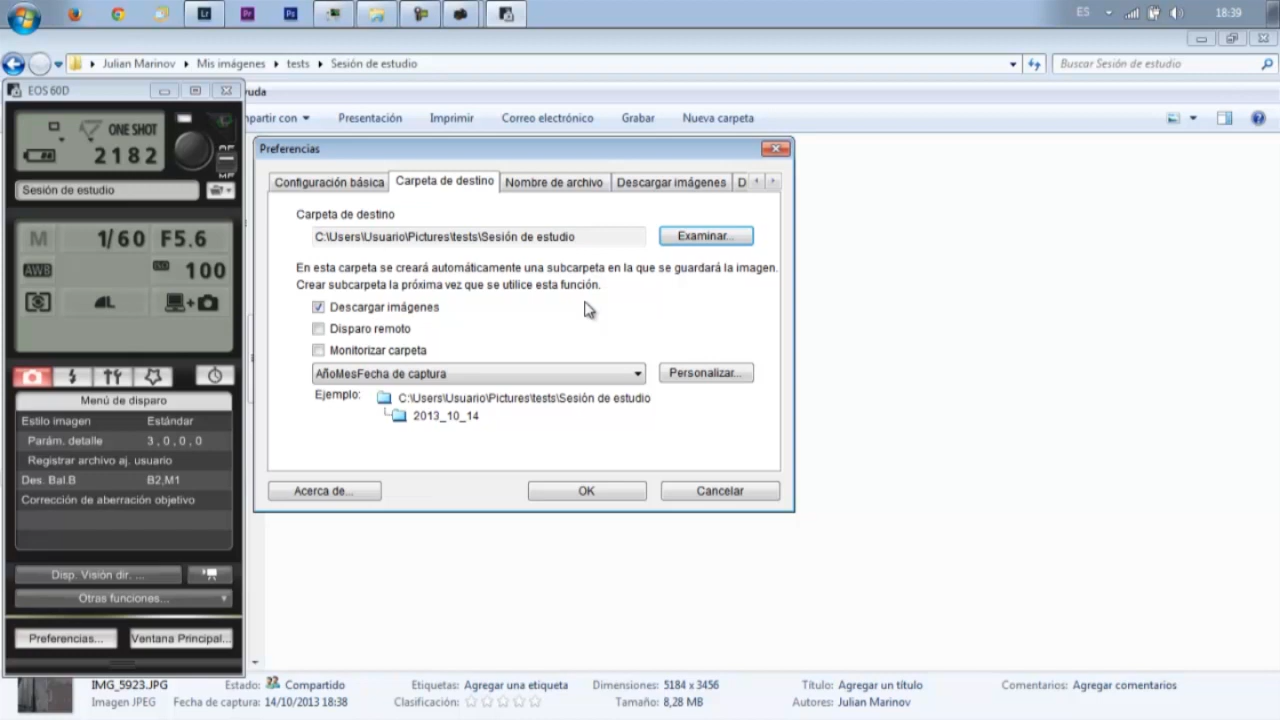 ES 18:39
Julian Marinov Mis imágenes tests Sesión de estudio Buscar Sesión de estudio
EOS 60D yuda
ONE SHOT
2182
AF
MF
partir con Presentación Imprimir Correo electrónico Grabar Nueva carpeta
Sesión de estudio
M 1/60 F5.6
AWB ISO 100
L
Menú de disparo
Estilo imagen Estándar
Parám. detalle 3 , 0 , 0 , 0
Registrar archivo aj. usuario
Des. Bal.B B2,M1
Corrección de aberración objetivo
Disp. Visión dir. ...
Otras funciones...
Preferencias... Ventana Principal...
Preferencias
Configuración básica Carpeta de destino Nombre de archivo Descargar imágenes D
Carpeta de destino
C:\Users\Usuario\Pictures\tests\Sesión de estudio Examinar...
En esta carpeta se creará automáticamente una subcarpeta en la que se guardará la imagen.
Crear subcarpeta la próxima vez que se utilice esta función.
Descargar imágenes
Disparo remoto
Monitorizar carpeta
AñoMesFecha de captura Personalizar...
Ejemplo: C:\Users\Usuario\Pictures\tests\Sesión de estudio
2013_10_14
Acerca de... OK Cancelar
IMG_5923.JPG Estado: Compartido Etiquetas: Agregar una etiqueta Dimensiones: 5184 x 3456 Título: Agregar un título Comentarios: Agregar comentarios
Imagen JPEG Fecha de captura: 14/10/2013 18:38 Clasificación: Tamaño: 8,28 MB Autores: Julian Marinov